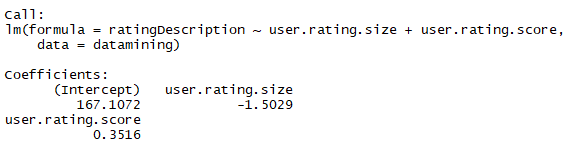 Call:
lm(formula = ratingDescription ~ user.rating.size + user.rating.score,
    data = datamining)

Coefficients:
      (Intercept)   user.rating.size
         167.1072            -1.5029
user.rating.score
           0.3516